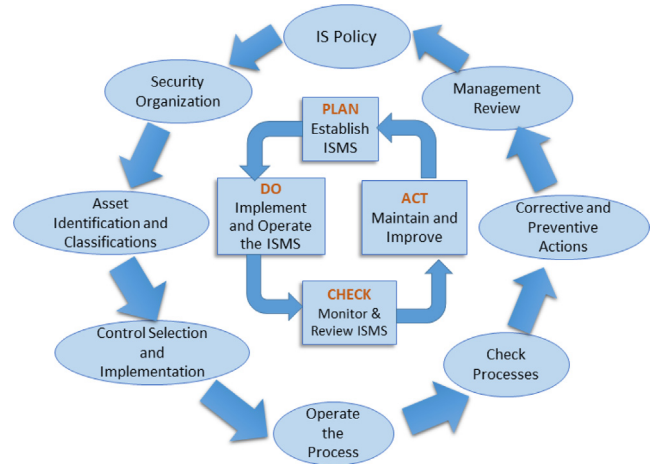 IS Policy
Security
Organization
Asset
Identification and
Classifications
Control Selection
and
Implementation
Operate
the
Process
Check
Processes
Corrective and
Preventive
Actions
Management
Review
PLAN
Establish
ISMS
DO
Implement
and Operate
the ISMS
CHECK
Monitor &
Review ISMS
ACT
Maintain and
Improve